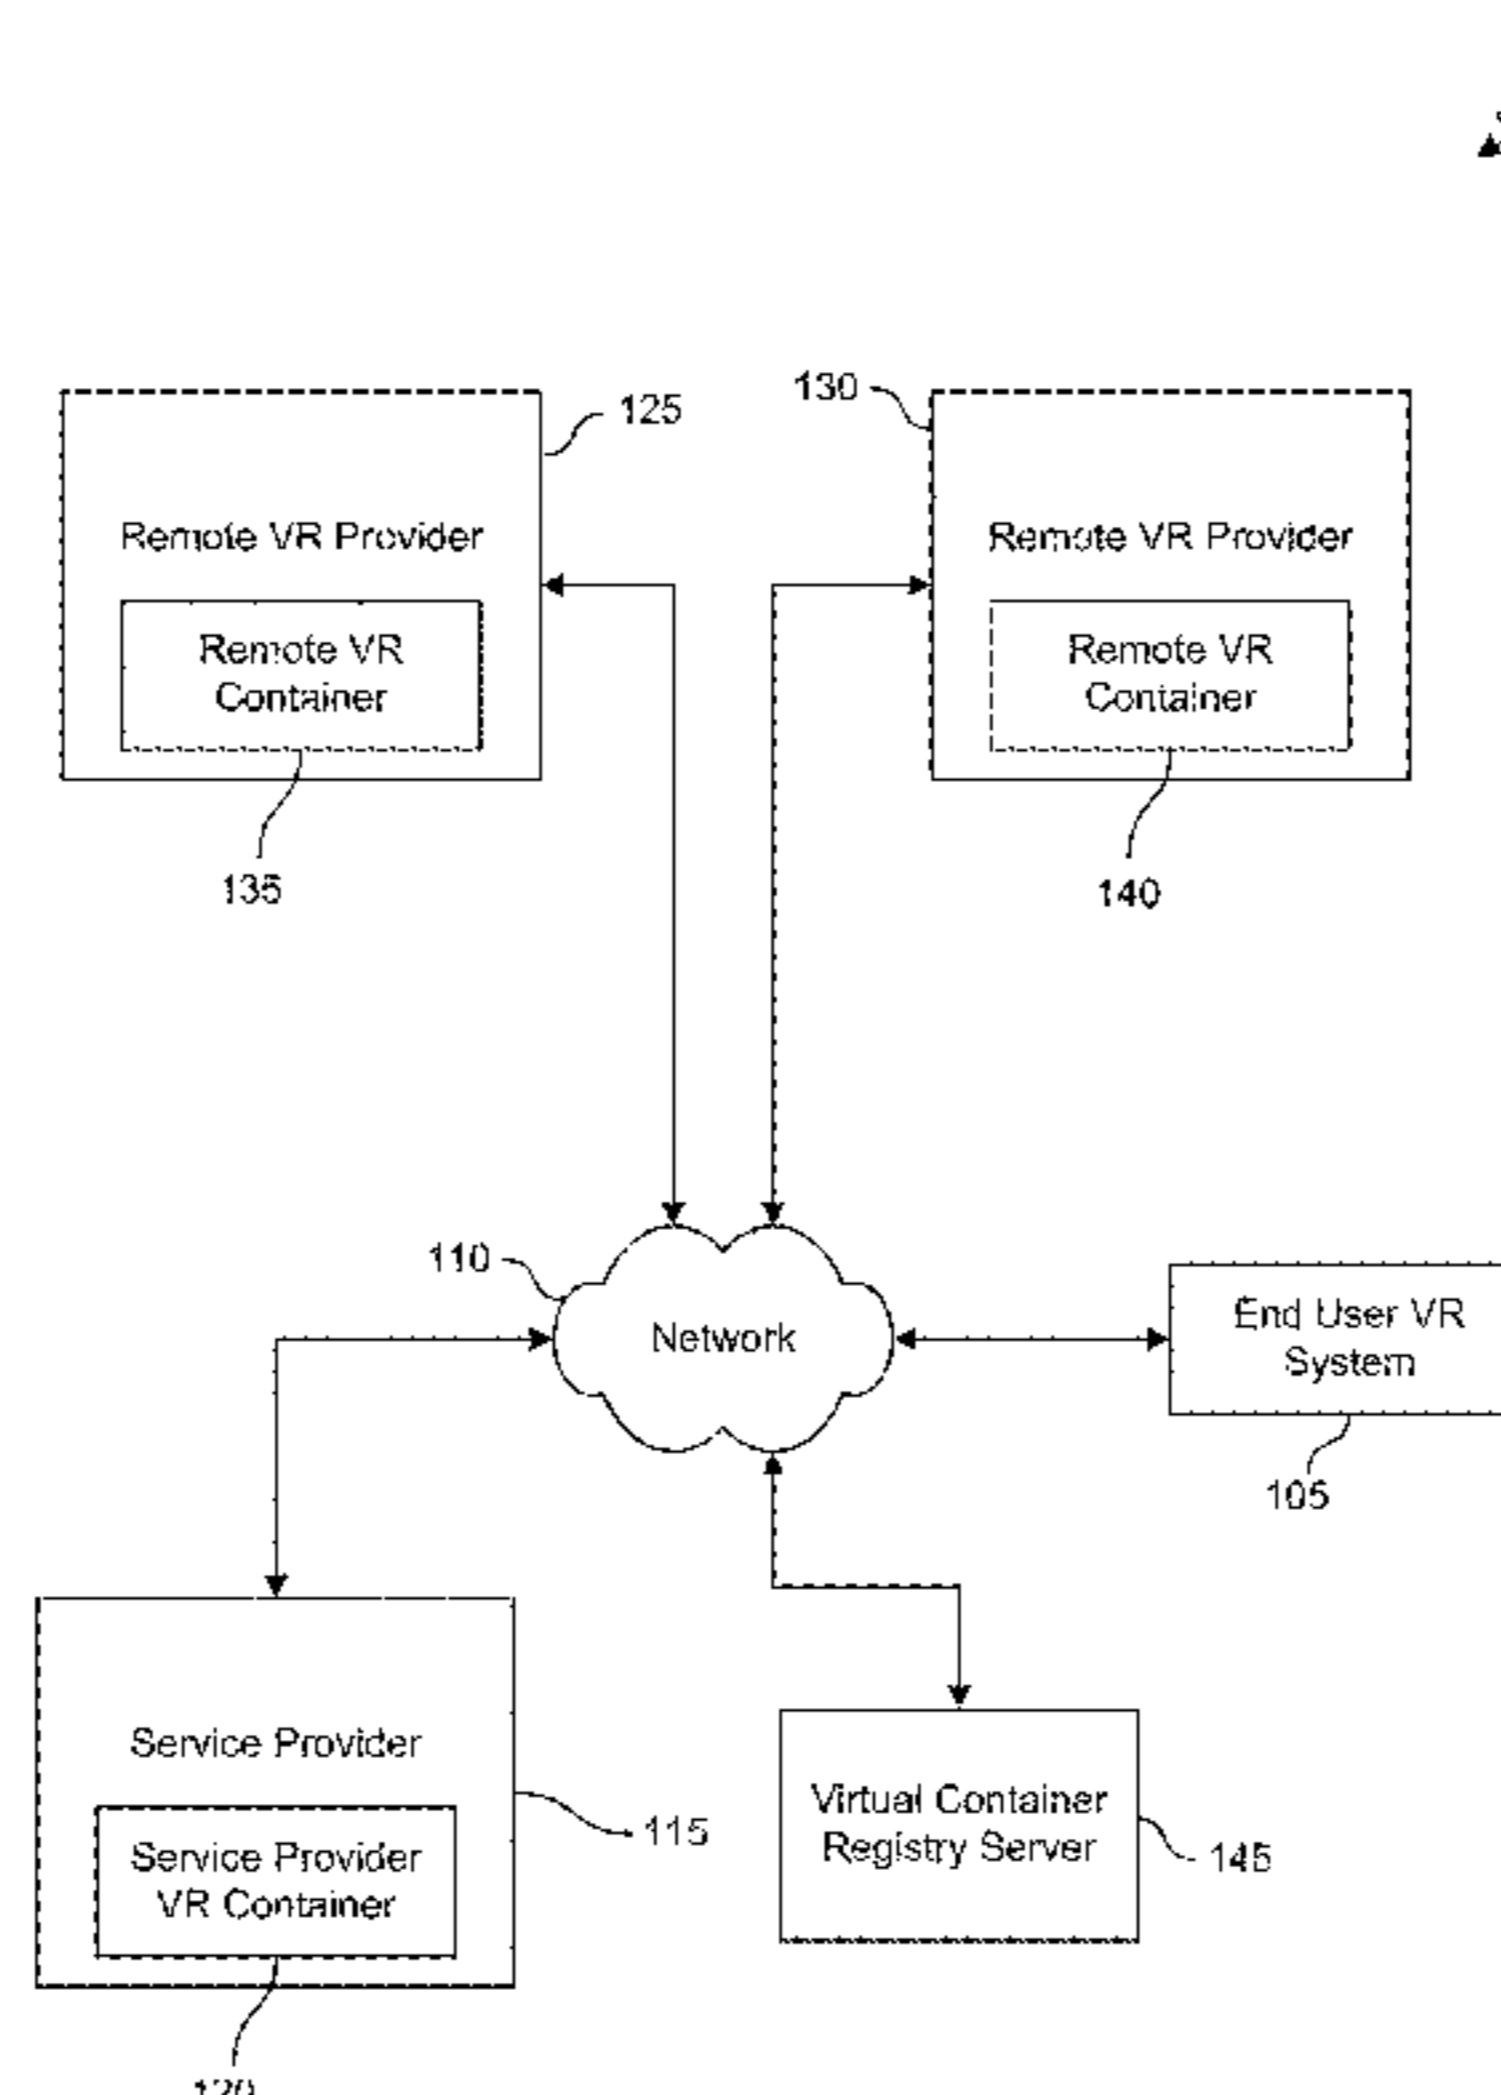 125
130
Remote VR Provider
Remote VR Provider
Remote VR
Container
Remote VR
Container
135
140
110
Network
End User VR
System
105
Service Provider
Service Provider
VR Container
115
Virtual Container
Registry Server
145
120